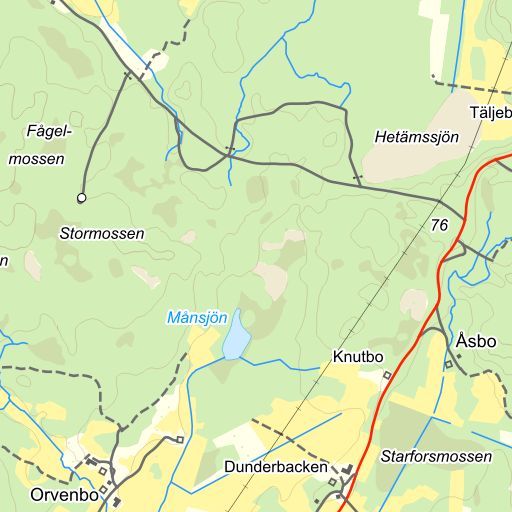 Täljeb
Fågel-
mossen
Hetämssjön
76
Stormossen
n
Månsjön
Åsbo
Knutbo
Starforsmossen
Dunderbacken
Orvenbo